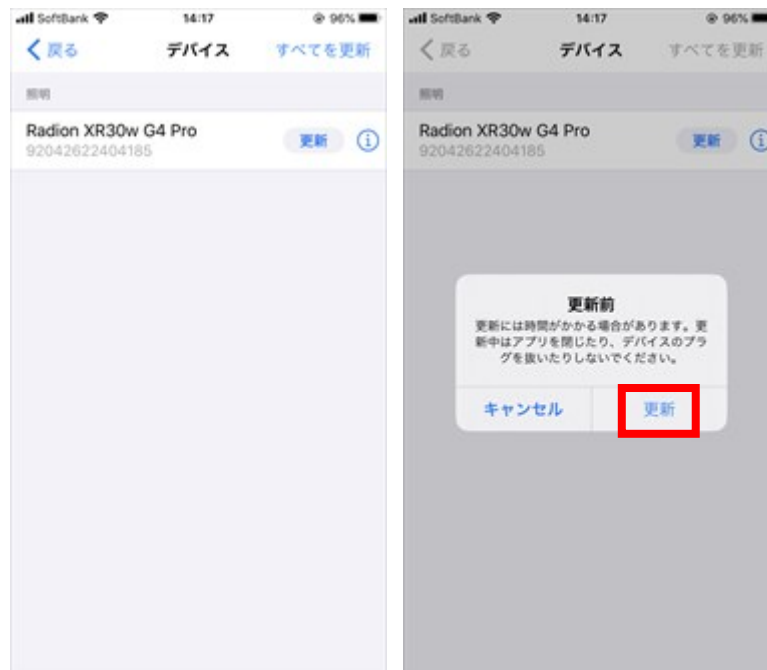 SoftBank 14:17 96%
戻る デバイス すべてを更新
照明
Radion XR30w G4 Pro
92042622404185
更新
SoftBank 14:17 96%
戻る デバイス すべてを更新
照明
Radion XR30w G4 Pro
92042622404185
更新
更新前
更新には時間がかかる場合があります。更
新中はアプリを閉じたり、デバイスのプラ
グを抜いたりしないでください。
キャンセル 更新